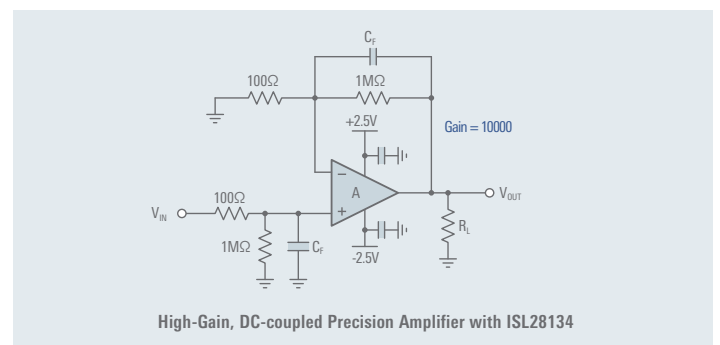 C_F
100Ω
1MΩ
+2.5V
Gain = 10000
−
A
V_OUT
100Ω
V_IN
+
R_L
1MΩ
C_F
-2.5V
High-Gain, DC-coupled Precision Amplifier with ISL28134